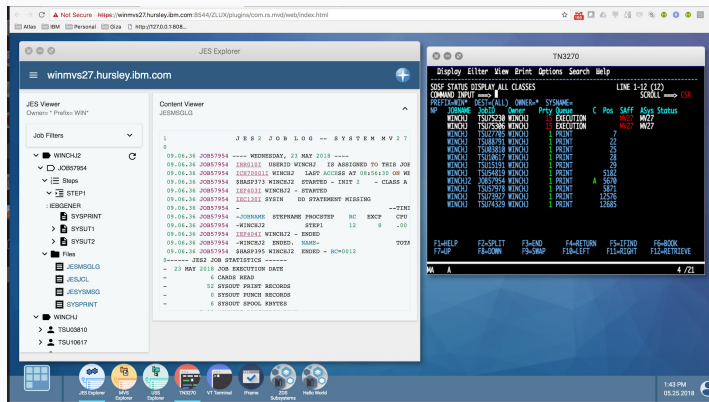 Not Secure | https://winmvs27.hursley.ibm.com:8544/ZLUX/plugins/com.rs.mvd/web/index.html
Atlas IBM Personal Giza http://127.0.0.1:808...
JES Explorer
winmvs27.hursley.ibm.com
JES Viewer
Owner= * Prefix= WIN*
Job Filters
WINCHJ2
JOB57954
Steps
STEP1
: IEBGENER
SYSPRINT
SYSUT1
SYSUT2
Files
JESMSGLG
JESJCL
JESYSMSG
SYSPRINT
WINCHJ
TSU03810
TSU10617
Content Viewer
JESMSGLG
1 J E S 2 J O B L O G -- S Y S T E M M V 2 7
0
09.06.36 JOB57954 ---- WEDNESDAY, 23 MAY 2018 ----
09.06.36 JOB57954 IRR010I USERID WINCHJ IS ASSIGNED TO THIS JOB
09.06.36 JOB57954 ICH70001I WINCHJ LAST ACCESS AT 08:56:30 ON WE
09.06.36 JOB57954 $HASP373 WINCHJ2 STARTED - INIT 2 - CLASS A
09.06.36 JOB57954 IEF403I WINCHJ2 - STARTED
09.06.36 JOB57954 IEC130I SYSIN DD STATEMENT MISSING
09.06.36 JOB57954 - --TIMI
09.06.36 JOB57954 -JOBNAME STEPNAME PROCSTEP RC EXCP CPU
09.06.36 JOB57954 -WINCHJ2 STEP1 12 8 .00
09.06.36 JOB57954 IEF404I WINCHJ2 - ENDED
09.06.36 JOB57954 -WINCHJ2 ENDED. NAME- TOTA
09.06.36 JOB57954 $HASP395 WINCHJ2 ENDED - RC=0012
0------ JES2 JOB STATISTICS ------
- 23 MAY 2018 JOB EXECUTION DATE
- 6 CARDS READ
- 52 SYSOUT PRINT RECORDS
- 0 SYSOUT PUNCH RECORDS
- 6 SYSOUT SPOOL KBYTES
TN3270
Display Filter View Print Options Search Help
SDSF STATUS DISPLAY ALL CLASSES LINE 1-12 (12)
COMMAND INPUT ===> SCROLL ===> CSR
PREFIX=WIN* DEST=(ALL) OWNER=* SYSNAME=
NP JOBNAME JobID Owner Prty Queue C Pos SAff ASys Status
WINCHJ TSU75230 WINCHJ 15 EXECUTION MV27 MV27
WINCHJ TSU75306 WINCHJ 15 EXECUTION MV27 MV27
WINCHJ TSU27705 WINCHJ 1 PRINT 7
WINCHJ TSU88791 WINCHJ 1 PRINT 22
WINCHJ TSU03810 WINCHJ 1 PRINT 25
WINCHJ TSU10617 WINCHJ 1 PRINT 28
WINCHJ TSU15191 WINCHJ 1 PRINT 29
WINCHJ TSU54819 WINCHJ 1 PRINT 5182
WINCHJ2 JOB57954 WINCHJ 1 PRINT A 5670
WINCHJ TSU57978 WINCHJ 1 PRINT 5871
WINCHJ TSU73927 WINCHJ 1 PRINT 12576
WINCHJ TSU74329 WINCHJ 1 PRINT 12685
F1=HELP F2=SPLIT F3=END F4=RETURN F5=IFIND F6=BOOK
F7=UP F8=DOWN F9=SWAP F10=LEFT F11=RIGHT F12=RETRIEVE
MA A 4 /21
JES Explorer
MVS Explorer
USS Explorer
TN3270
VT Terminal
IFrame
ZOS Subsystems
Hello World
1:43 PM
05.25.2018